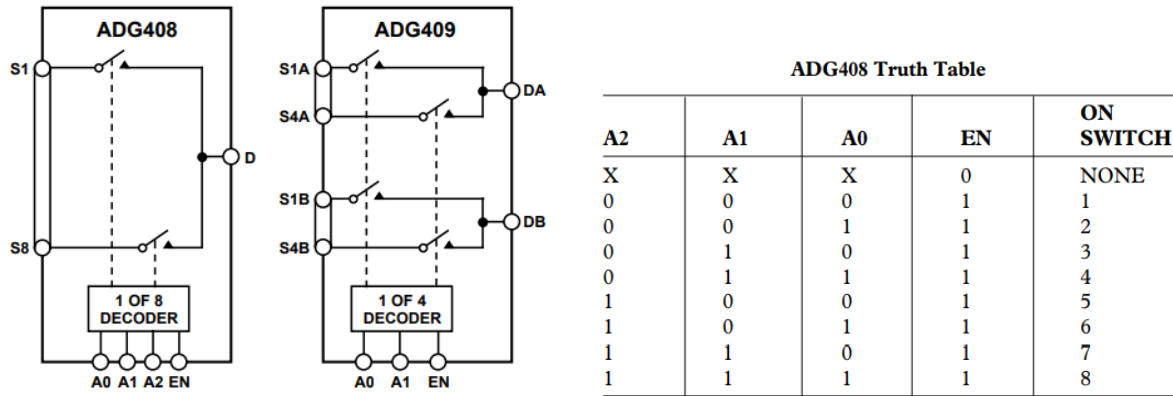 ADG408
S1
D
S8
1 OF 8
DECODER
A0 A1 A2 EN
ADG409
S1A
DA
S4A
S1B
DB
S4B
1 OF 4
DECODER
A0 A1 EN
ADG408 Truth Table
A2 A1 A0 EN ON SWITCH
X X X 0 NONE
0 0 0 1 1
0 0 1 1 2
0 1 0 1 3
0 1 1 1 4
1 0 0 1 5
1 0 1 1 6
1 1 0 1 7
1 1 1 1 8